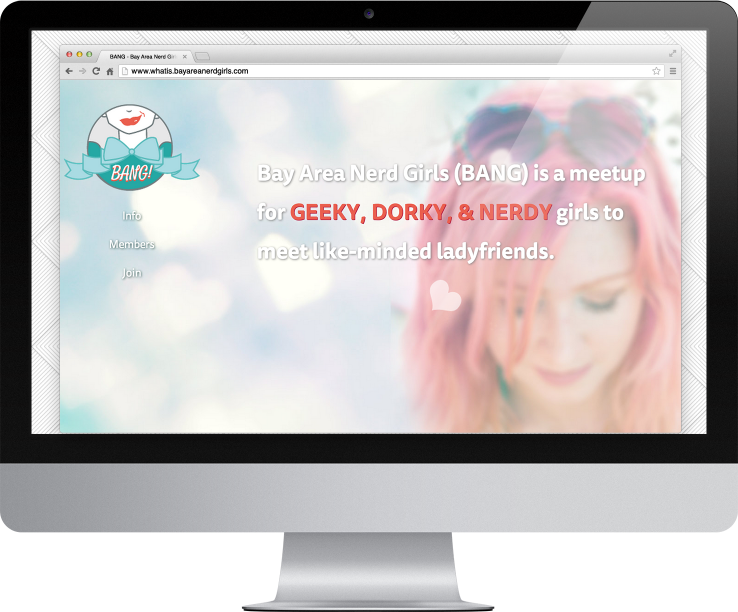 BANG - Bay Area Nerd Gi
www.whatis.bayareanerdgirls.com
BANG!
Info
Members
Join
Bay Area Nerd Girls (BANG) is a meetup
for GEEKY, DORKY, & NERDY girls to
meet like-minded ladyfriends.